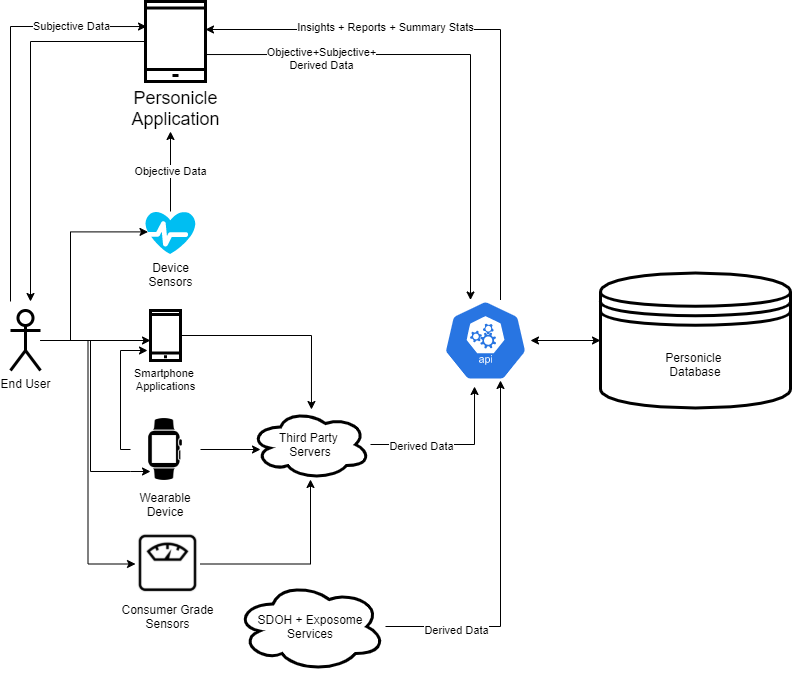 Subjective Data
Insights + Reports + Summary Stats
Objective+Subjective+
Derived Data
Personicle
Application
Objective Data
Device
Sensors
api
Personicle
Database
Smartphone
Applications
End User
Third Party
Servers
Derived Data
Wearable
Device
Consumer Grade
Sensors
SDOH + Exposome
Services
Derived Data